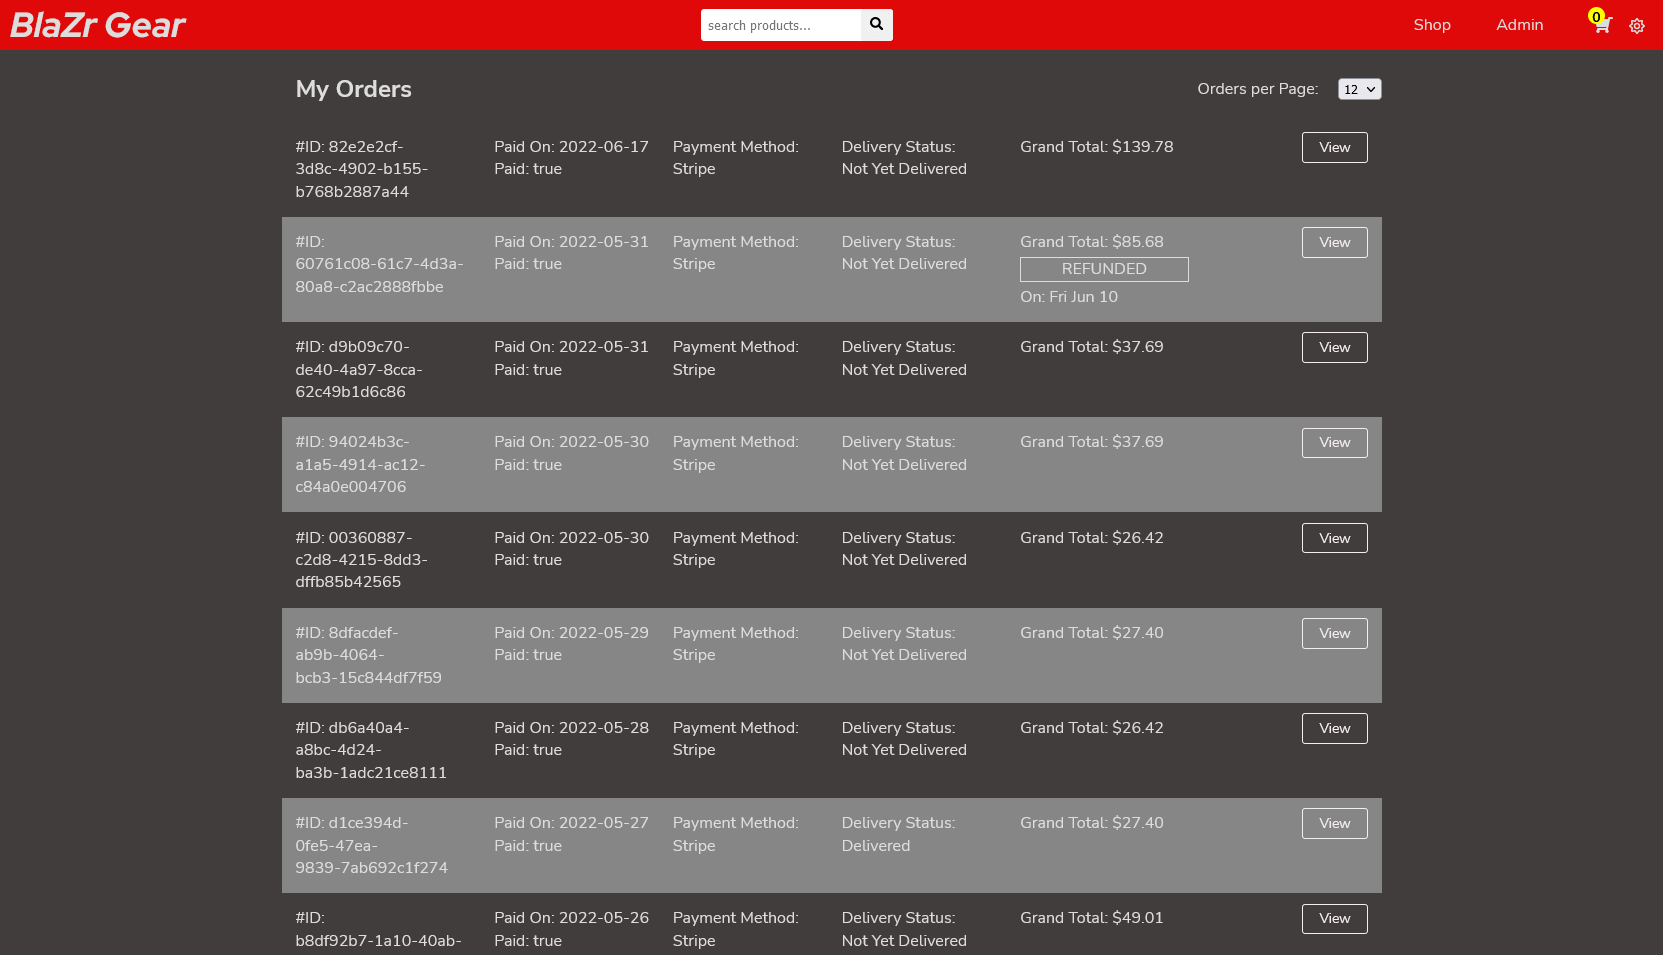 BlaZr Gear
search products...
Shop
Admin
0
My Orders
Orders per Page:
12
#ID: 82e2e2cf-
3d8c-4902-b155-
b768b2887a44
Paid On: 2022-06-17
Paid: true
Payment Method:
Stripe
Delivery Status:
Not Yet Delivered
Grand Total: $139.78
View
#ID:
60761c08-61c7-4d3a-
80a8-c2ac2888fbbe
Paid On: 2022-05-31
Paid: true
Payment Method:
Stripe
Delivery Status:
Not Yet Delivered
Grand Total: $85.68
REFUNDED
On: Fri Jun 10
View
#ID: d9b09c70-
de40-4a97-8cca-
62c49b1d6c86
Paid On: 2022-05-31
Paid: true
Payment Method:
Stripe
Delivery Status:
Not Yet Delivered
Grand Total: $37.69
View
#ID: 94024b3c-
a1a5-4914-ac12-
c84a0e004706
Paid On: 2022-05-30
Paid: true
Payment Method:
Stripe
Delivery Status:
Not Yet Delivered
Grand Total: $37.69
View
#ID: 00360887-
c2d8-4215-8dd3-
dffb85b42565
Paid On: 2022-05-30
Paid: true
Payment Method:
Stripe
Delivery Status:
Not Yet Delivered
Grand Total: $26.42
View
#ID: 8dfacdef-
ab9b-4064-
bcb3-15c844df7f59
Paid On: 2022-05-29
Paid: true
Payment Method:
Stripe
Delivery Status:
Not Yet Delivered
Grand Total: $27.40
View
#ID: db6a40a4-
a8bc-4d24-
ba3b-1adc21ce8111
Paid On: 2022-05-28
Paid: true
Payment Method:
Stripe
Delivery Status:
Not Yet Delivered
Grand Total: $26.42
View
#ID: d1ce394d-
0fe5-47ea-
9839-7ab692c1f274
Paid On: 2022-05-27
Paid: true
Payment Method:
Stripe
Delivery Status:
Delivered
Grand Total: $27.40
View
#ID:
b8df92b7-1a10-40ab-
Paid On: 2022-05-26
Paid: true
Payment Method:
Stripe
Delivery Status:
Not Yet Delivered
Grand Total: $49.01
View